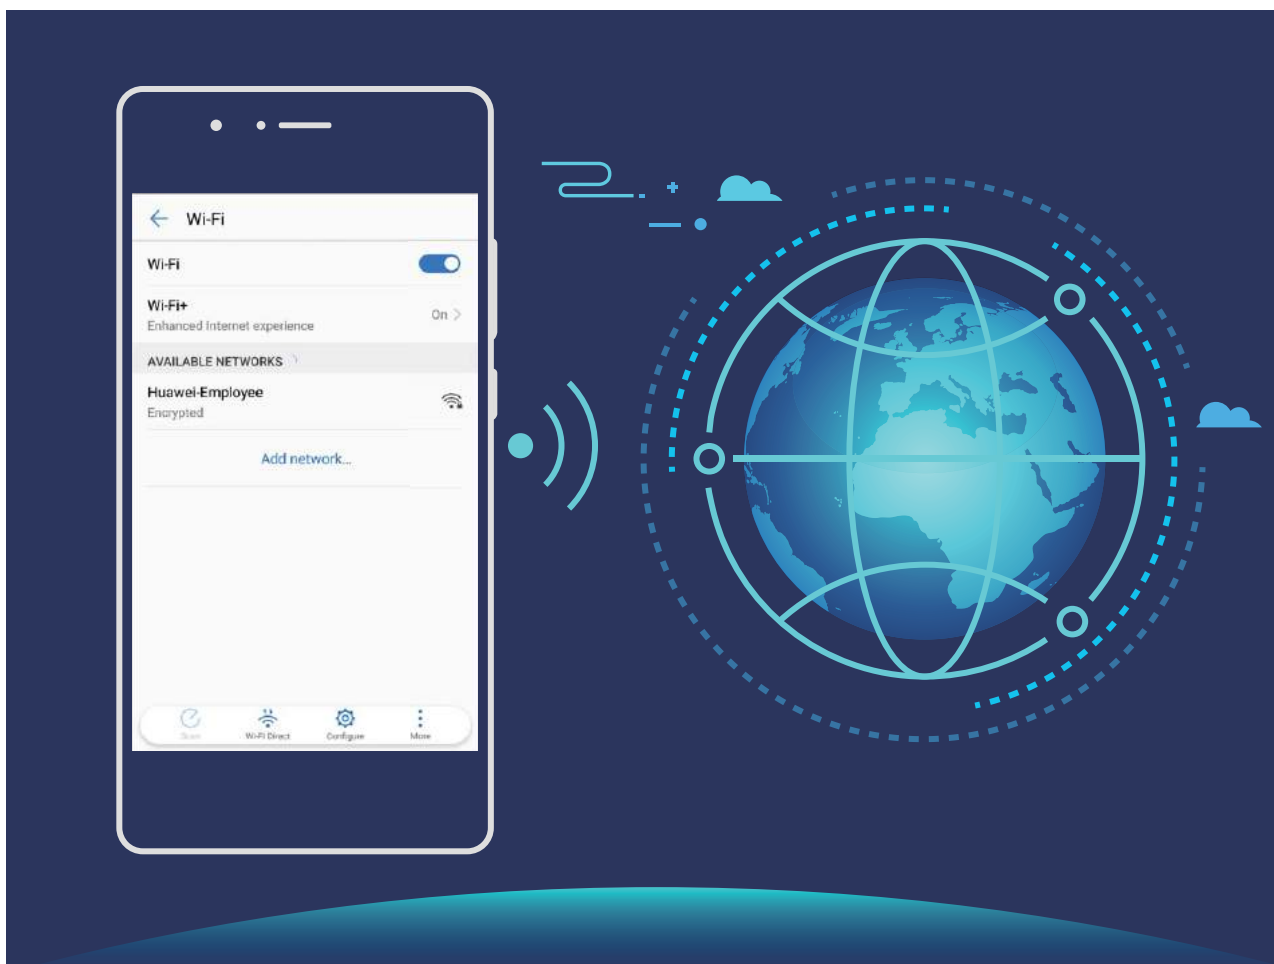 Wi-Fi
Wi-Fi
Wi-Fi+
Enhanced Internet experience
On
AVAILABLE NETWORKS
Huawei-Employee
Encrypted
Add network...
Scan
Wi-Fi Direct
Configure
More